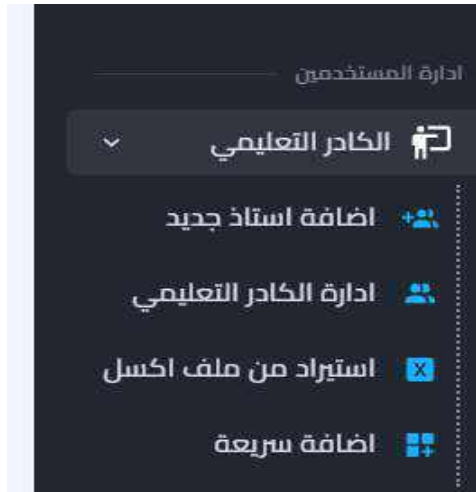 ادارة المستخدمين
الكادر التعليمي
اضافة استاذ جديد
ادارة الكادر التعليمي
استيراد من ملف اكسل
اضافة سريعة